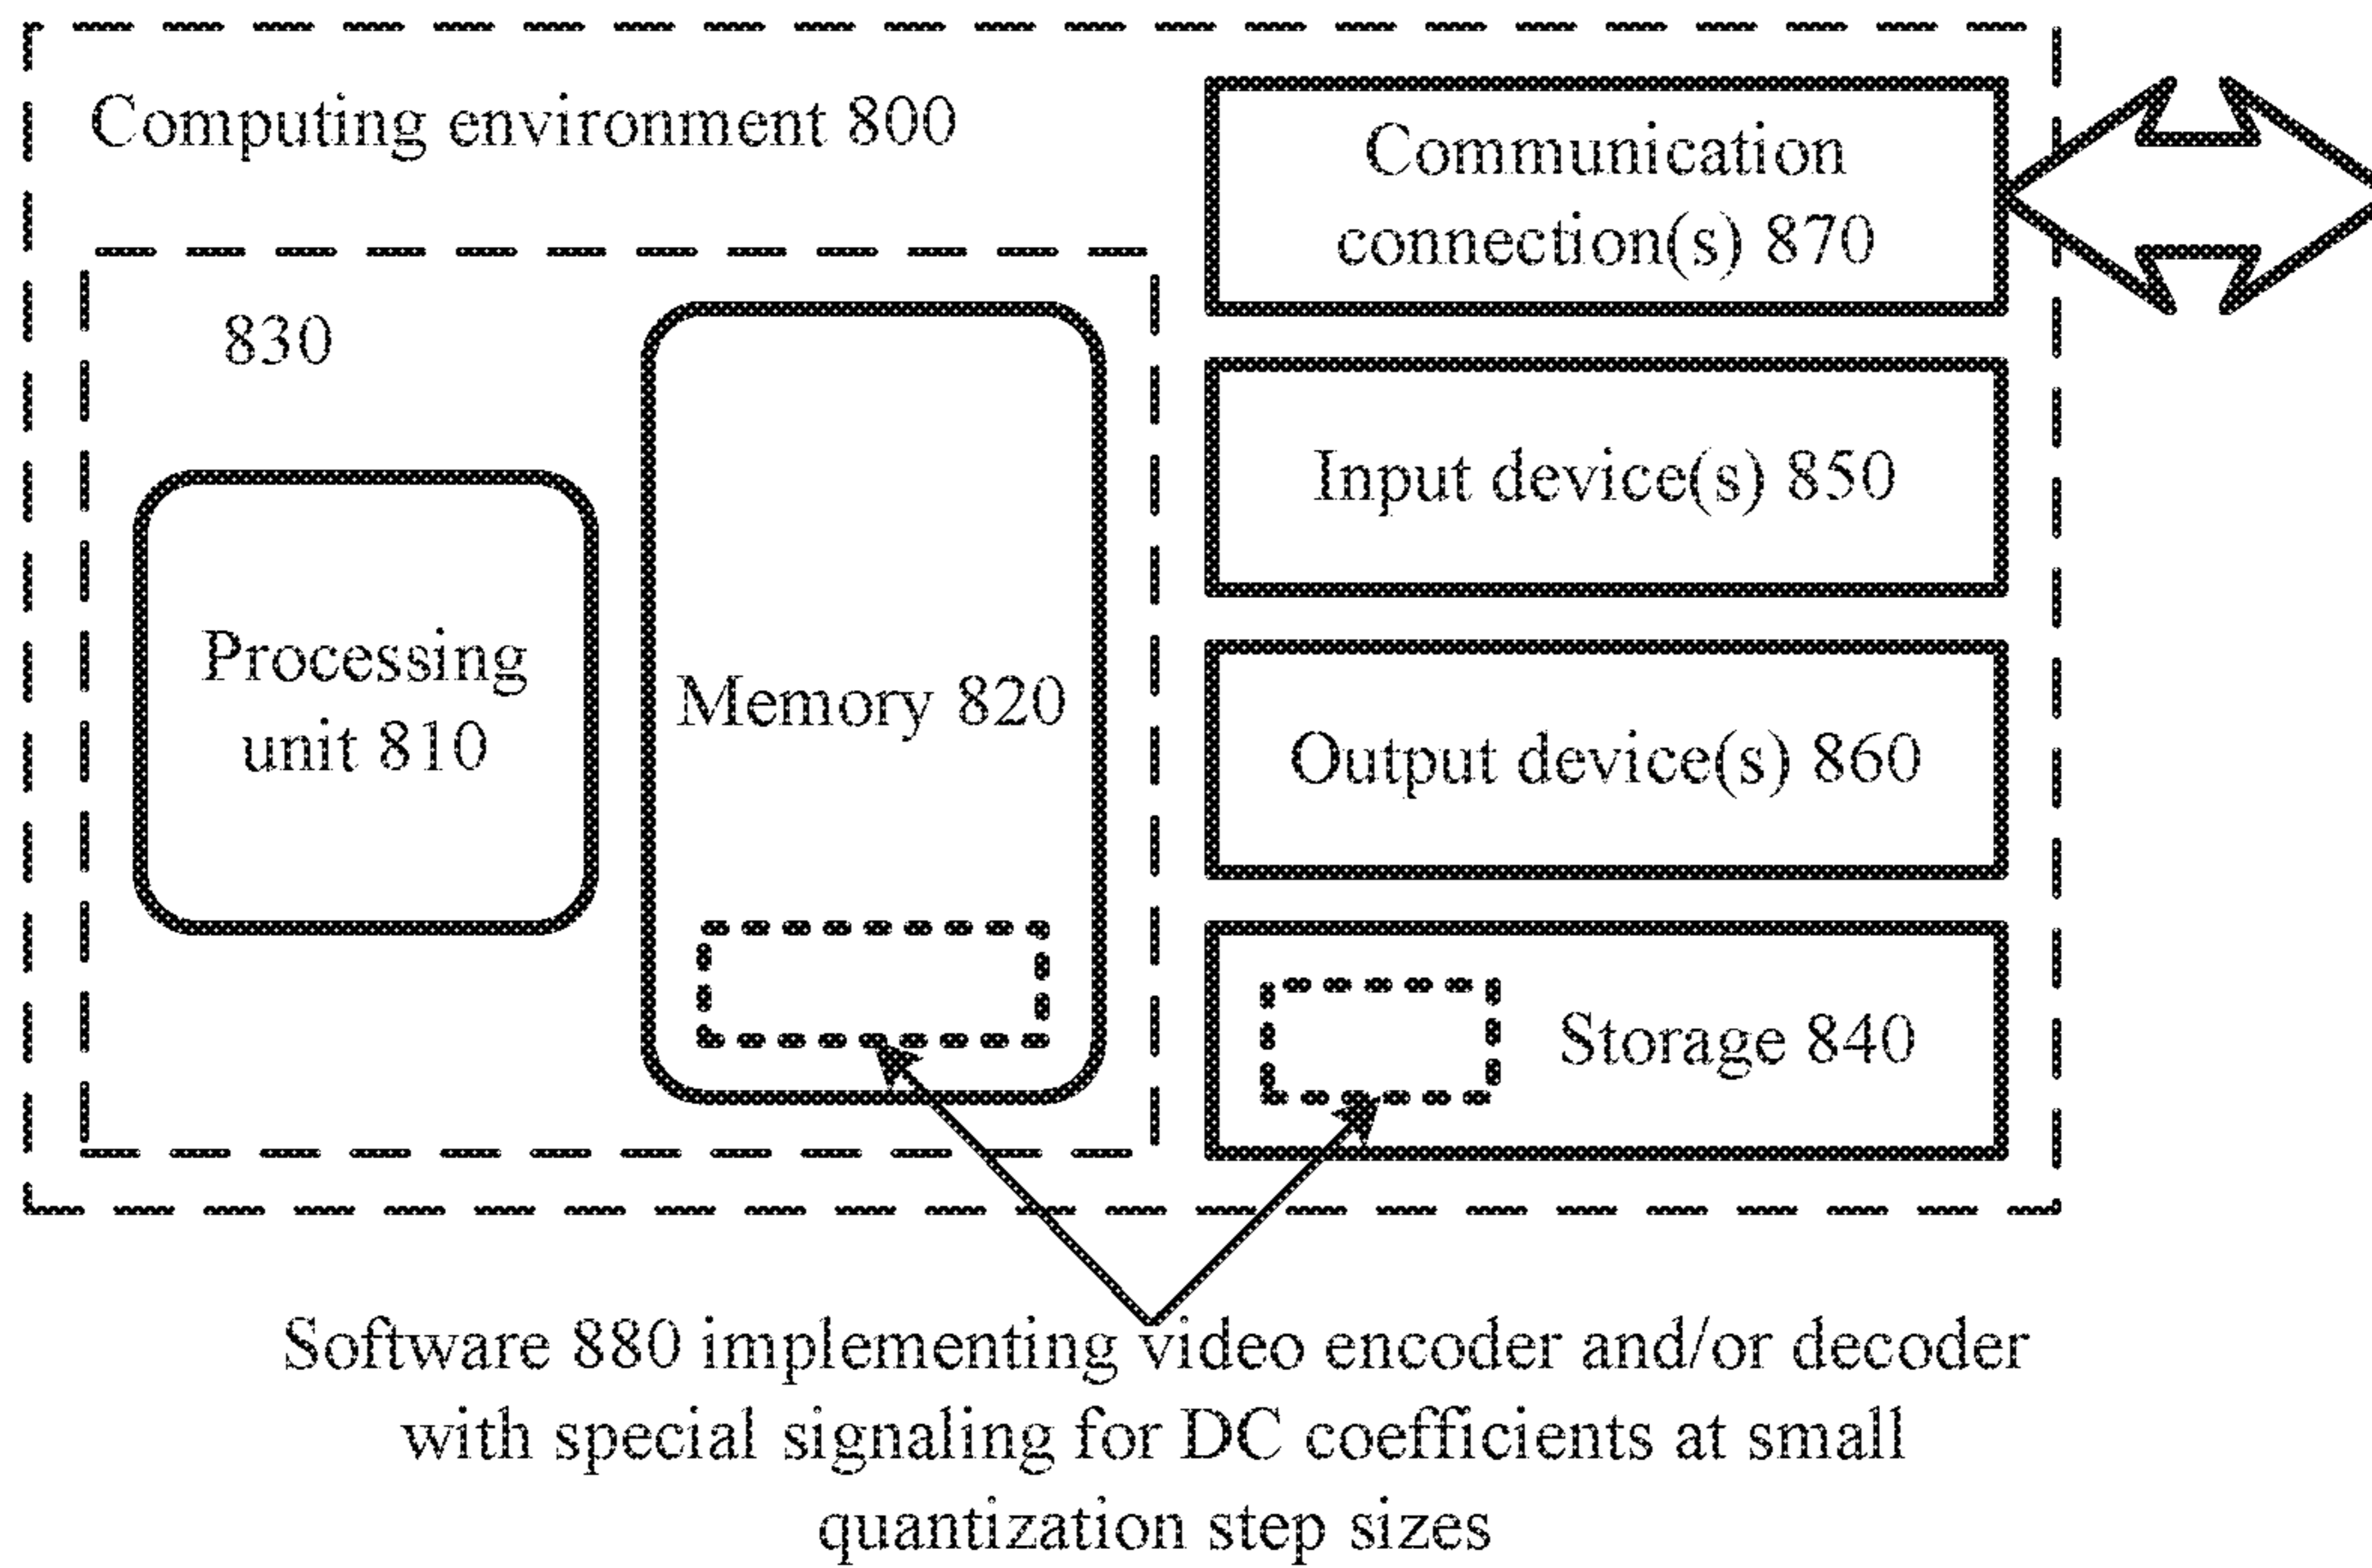 Computing environment 800
Communication
connection(s) 870
830
Input device(s) 850
Processing
unit 810
Memory 820
Output device(s) 860
Storage 840
Software 880 implementing video encoder and/or decoder
with special signaling for DC coefficients at small
quantization step sizes